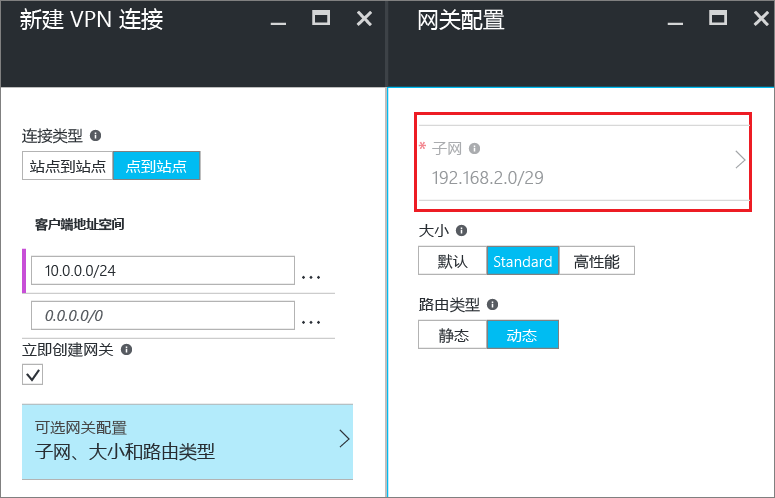 新建 VPN 连接
连接类型
站点到站点 点到站点
客户端地址空间
10.0.0.0/24
...
0.0.0.0/0
...
立即创建网关
可选网关配置
子网、大小和路由类型
网关配置
* 子网
192.168.2.0/29
大小
默认 Standard 高性能
路由类型
静态 动态